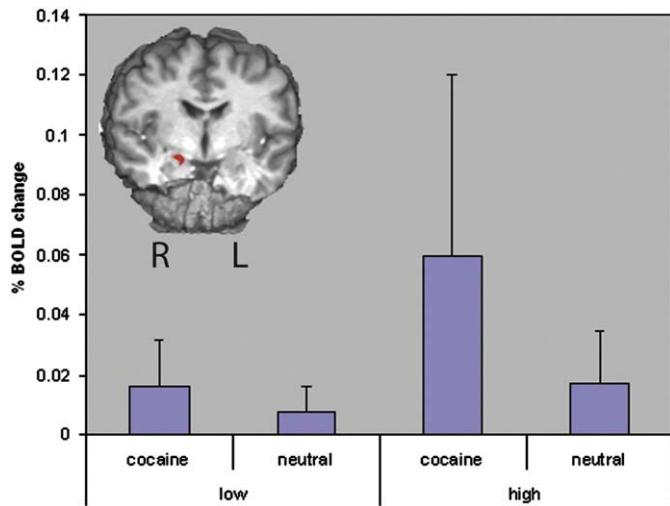 0.14
0.12
0.1
0.08
0.06
0.04
0.02
0
% BOLD change
R L
cocaine neutral cocaine neutral
low high